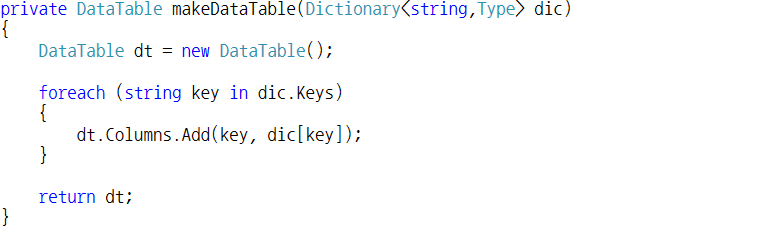 private DataTable makeDataTable(Dictionary<string,Type> dic)
{
    DataTable dt = new DataTable();
    foreach (string key in dic.Keys)
    {
        dt.Columns.Add(key, dic[key]);
    }
    return dt;
}